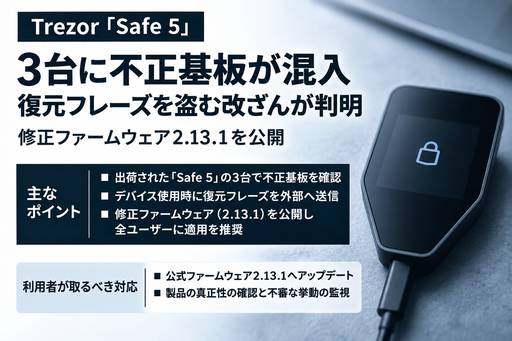 Trezor「Safe 5」
3台に不正基板が混入
復元フレーズを盗む改ざんが判明
修正ファームウェア2.13.1を公開
主な
ポイント
■ 出荷された「Safe 5」の3台で不正基板を確認
■ デバイス使用時に復元フレーズを外部へ送信
■ 修正ファームウェア（2.13.1）を公開し
全ユーザーに適用を推奨
利用者が取るべき対応
■ 公式ファームウェア2.13.1へアップデート
■ 製品の真正性の確認と不審な挙動の監視